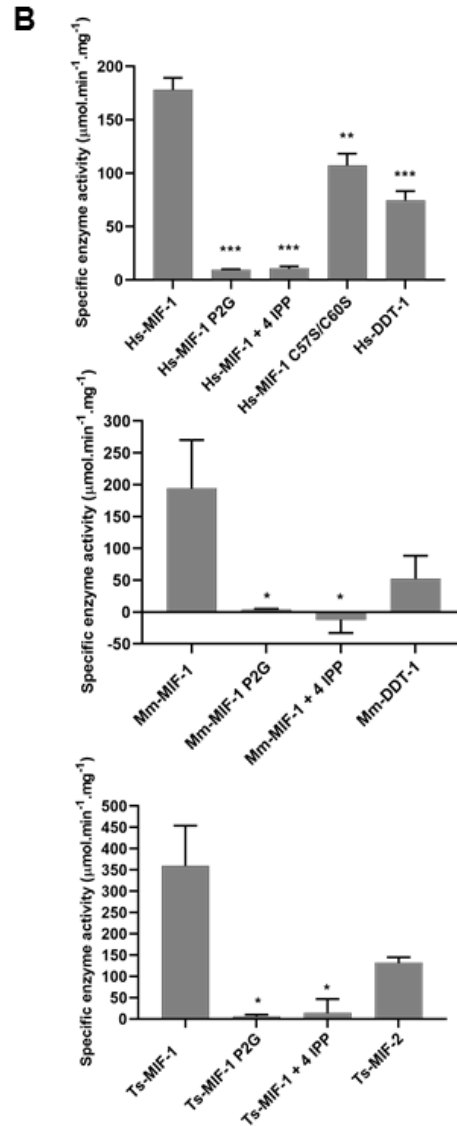 B
Specific enzyme activity (μmol.min⁻¹.mg⁻¹)
200
150
100
50
0
***
***
**
***
Hs-MIF-1
Hs-MIF-1 P2G
Hs-MIF-1 + 4 IPP
Hs-MIF-1 C57S/C60S
Hs-DDT-1
Specific enzyme activity (μmol.min⁻¹.mg⁻¹)
300
250
200
150
100
50
0
-50
*
*
Mm-MIF-1
Mm-MIF-1 P2G
Mm-MIF-1 + 4 IPP
Mm-DDT-1
Specific enzyme activity (μmol.min⁻¹.mg⁻¹)
500
450
400
350
300
250
200
150
100
50
0
*
*
Ts-MIF-1
Ts-MIF-1 P2G
Ts-MIF-1 + 4 IPP
Ts-MIF-2